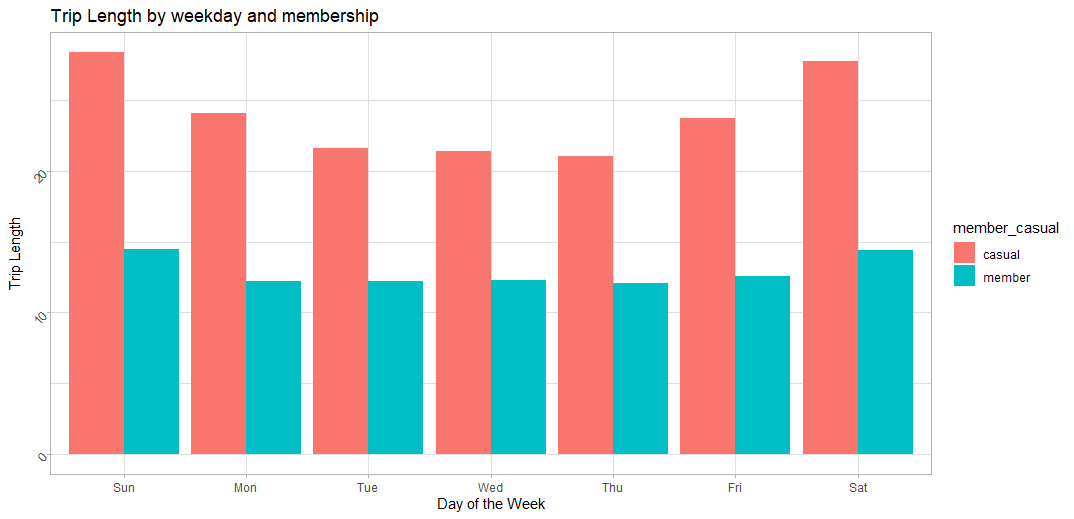 Trip Length by weekday and membership
Trip Length
20
10
0
Sun Mon Tue Wed Thu Fri Sat
Day of the Week
member_casual
casual
member